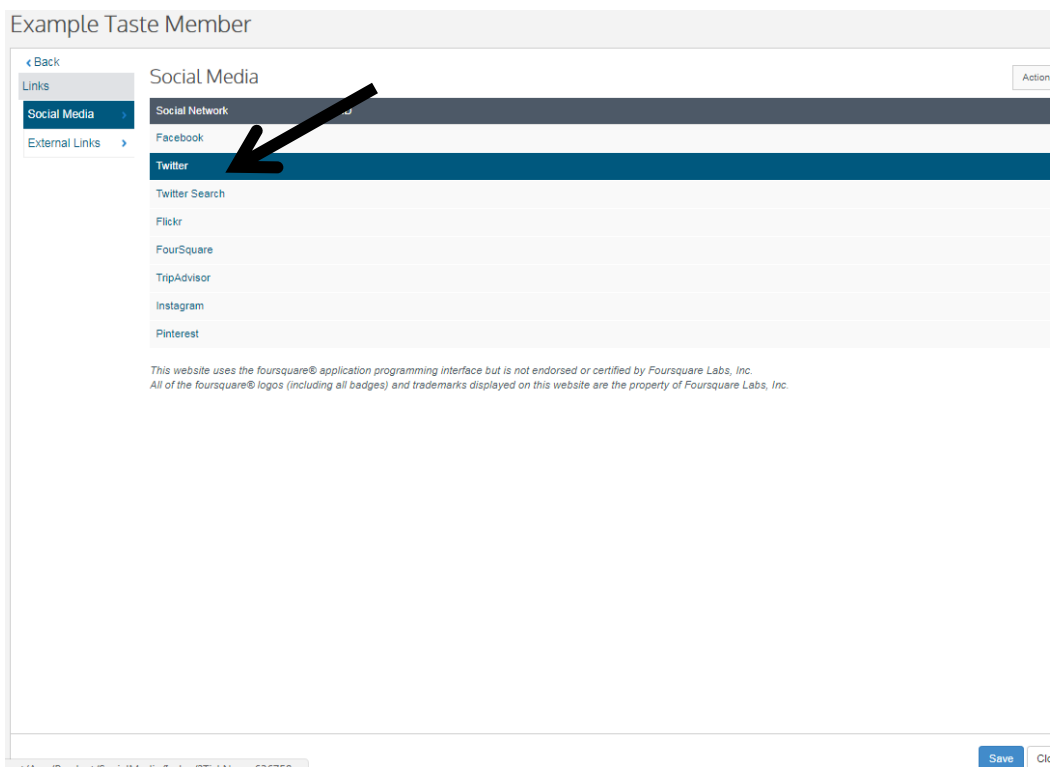 Example Taste Member
‹ Back
Links
Social Media
External Links
Social Media
Action
Social Network
Facebook
Twitter
Twitter Search
Flickr
FourSquare
TripAdvisor
Instagram
Pinterest
This website uses the foursquare® application programming interface but is not endorsed or certified by Foursquare Labs, Inc.
All of the foursquare® logos (including all badges) and trademarks displayed on this website are the property of Foursquare Labs, Inc.
Save
Clo